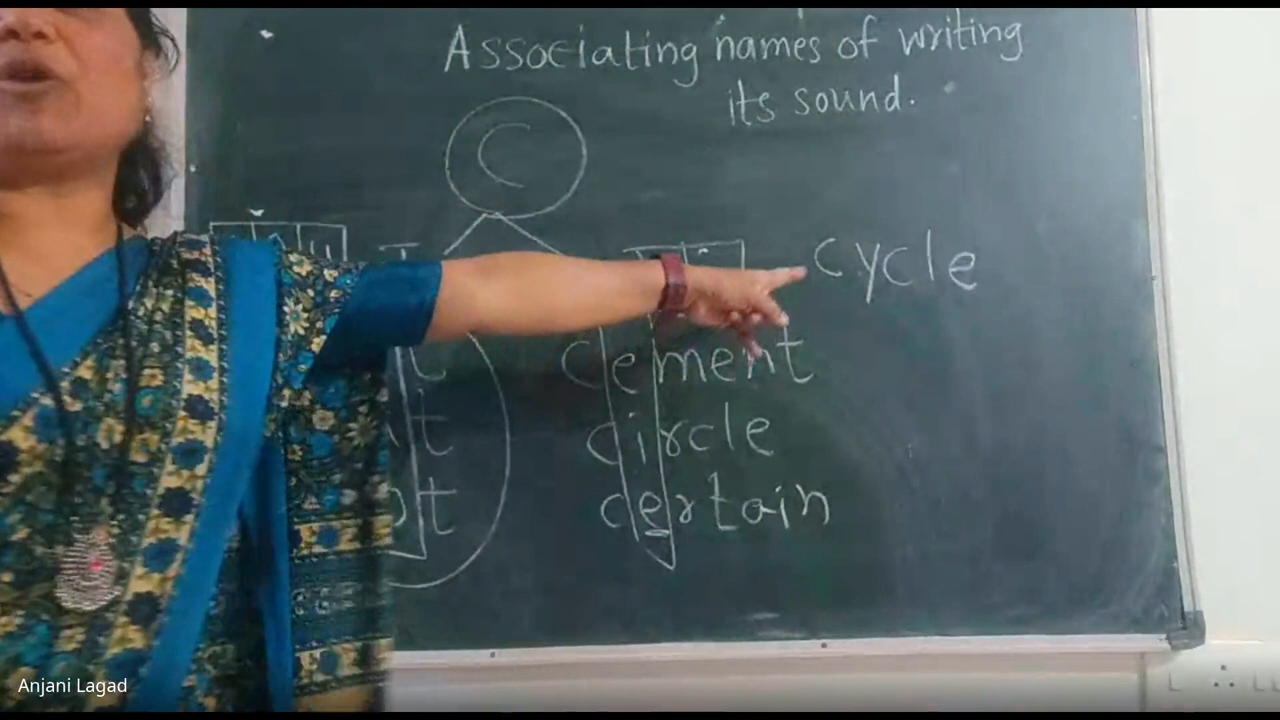 Associating names of writing
its sound.
C
cycle
cement
circle
certain
Anjani Lagad